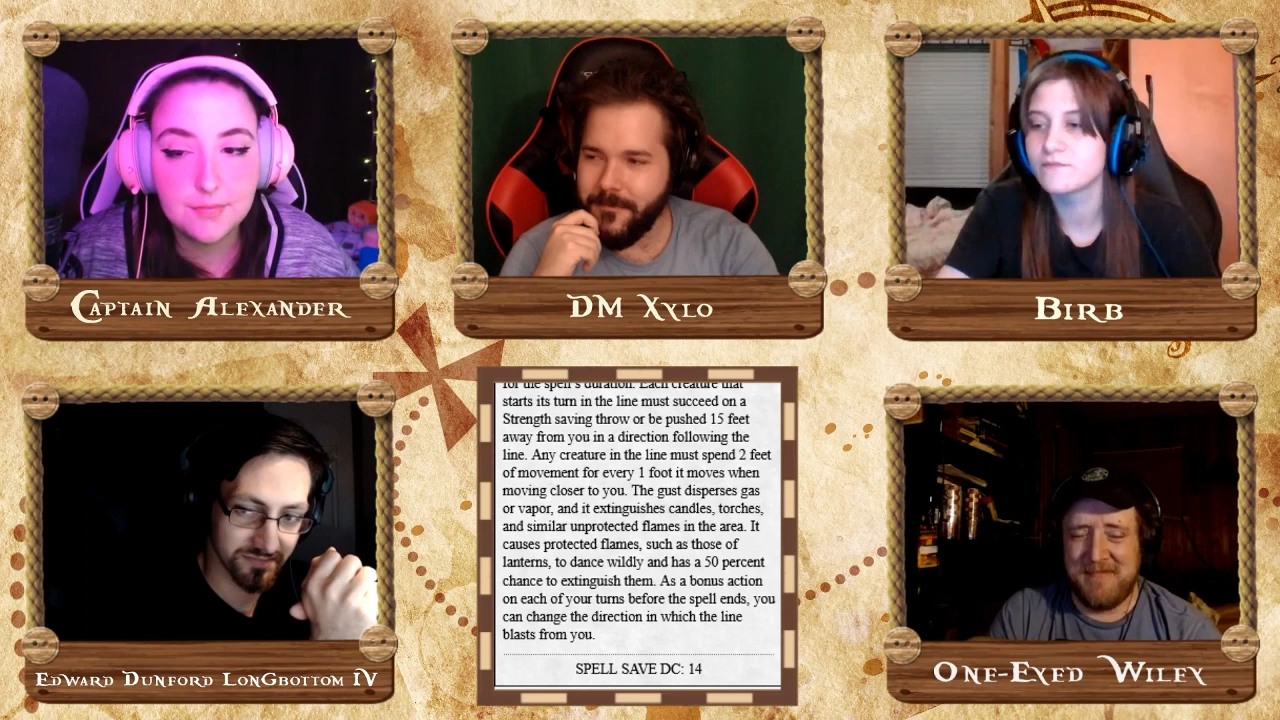 Captain Alexander
DM Xylo
Birb
for the spell's duration. Each creature that
starts its turn in the line must succeed on a
Strength saving throw or be pushed 15 feet
away from you in a direction following the
line. Any creature in the line must spend 2 feet
of movement for every 1 foot it moves when
moving closer to you. The gust disperses gas
or vapor, and it extinguishes candles, torches,
and similar unprotected flames in the area. It
causes protected flames, such as those of
lanterns, to dance wildly and has a 50 percent
chance to extinguish them. As a bonus action
on each of your turns before the spell ends, you
can change the direction in which the line
blasts from you.
SPELL SAVE DC: 14
Edward Dunford LonGbottom IV
One-Eyed Wiley